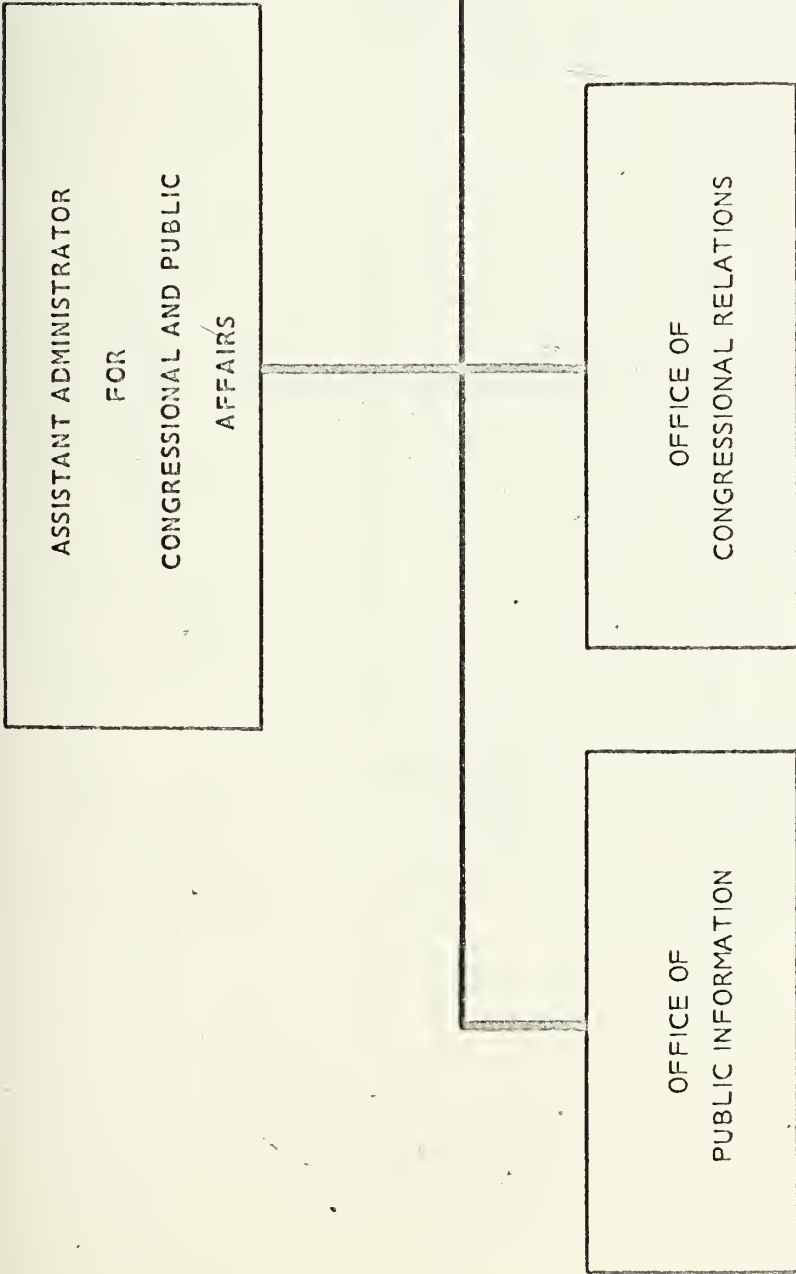 ASSISTANT ADMINISTRATOR
FOR
CONGRESSIONAL AND PUBLIC
AFFAIRS
OFFICE OF
PUBLIC INFORMATION
OFFICE OF
CONGRESSIONAL RELATIONS